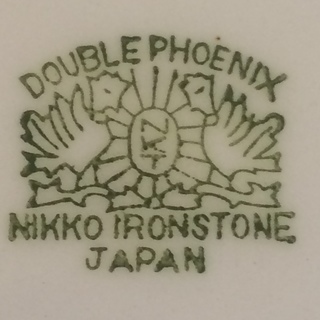 DOUBLE PHOENIX
NIKKO IRONSTONE
JAPAN